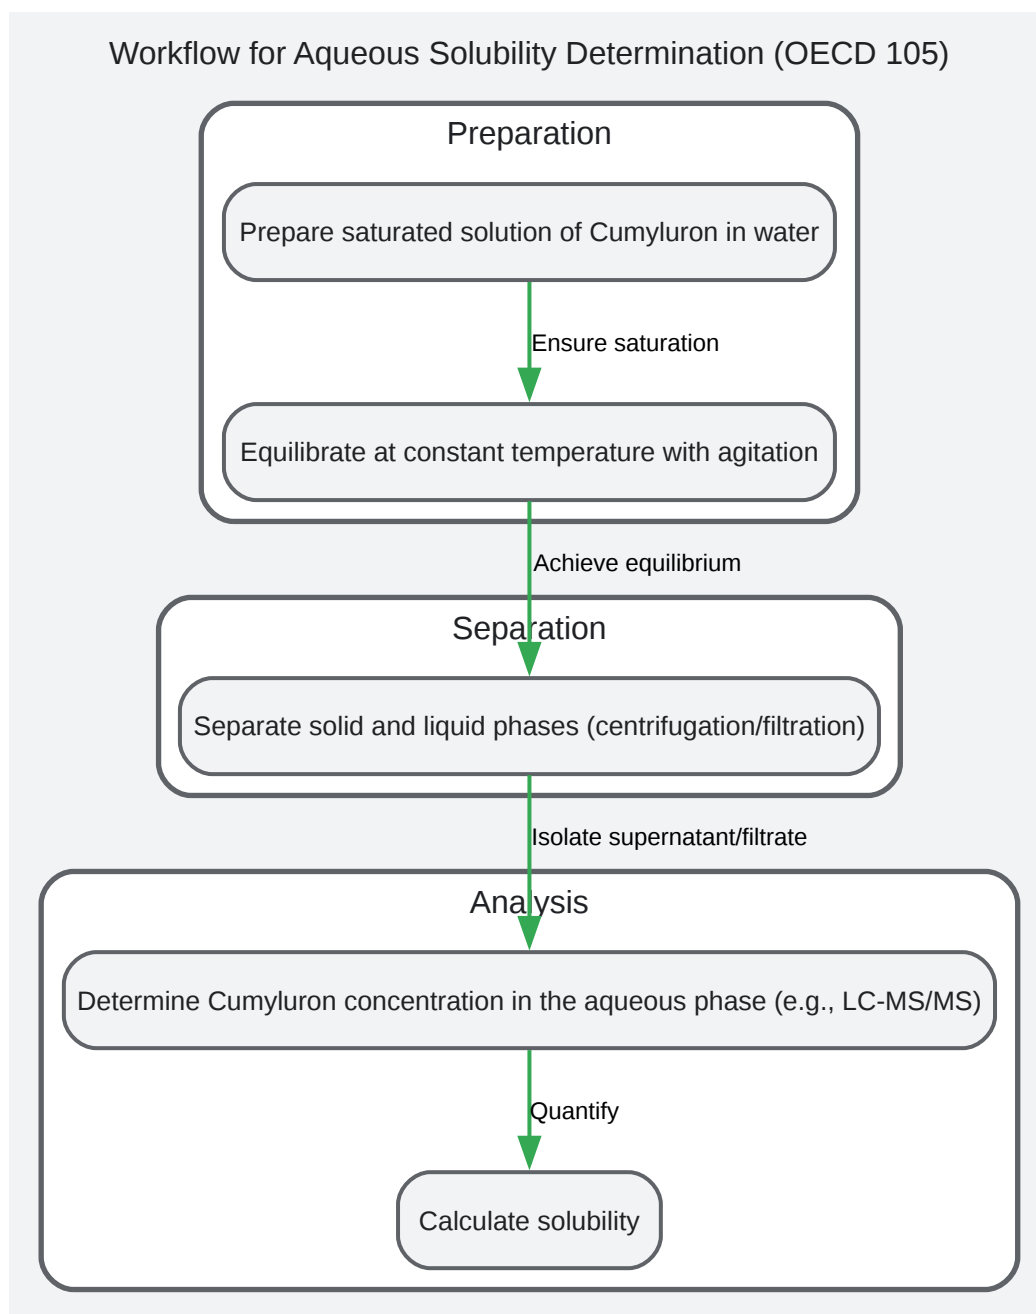 Workflow for Aqueous Solubility Determination (OECD 105)
Preparation
Prepare saturated solution of Cumyluron in water
Ensure saturation
Equilibrate at constant temperature with agitation
Achieve equilibrium
Separation
Separate solid and liquid phases (centrifugation/filtration)
Isolate supernatant/filtrate
Analysis
Determine Cumyluron concentration in the aqueous phase (e.g., LC-MS/MS)
Quantify
Calculate solubility